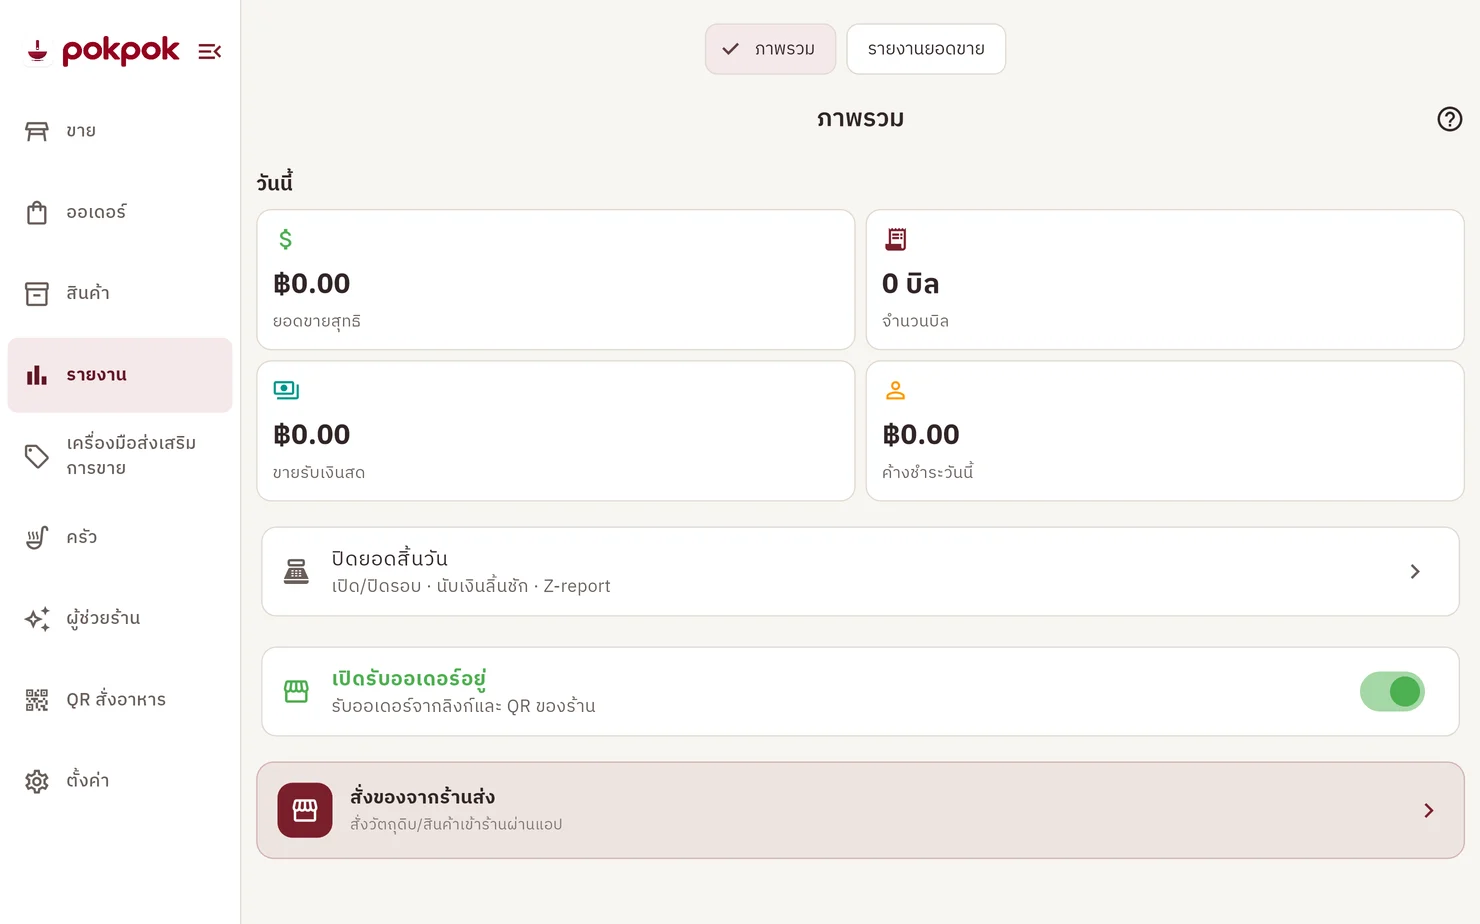 pokpok
ขาย
ออเดอร์
สินค้า
รายงาน
เครื่องมือส่งเสริม
การขาย
ครัว
ผู้ช่วยร้าน
QR สั่งอาหาร
ตั้งค่า
ภาพรวม
รายงานยอดขาย
ภาพรวม
วันนี้
฿0.00
ยอดขายสุทธิ
0 บิล
จำนวนบิล
฿0.00
ขายรับเงินสด
฿0.00
ค้างชำระวันนี้
ปิดยอดสิ้นวัน
เปิด/ปิดรอบ · นับเงินลิ้นชัก · Z-report
เปิดรับออเดอร์อยู่
รับออเดอร์จากลิงก์และ QR ของร้าน
สั่งของจากร้านส่ง
สั่งวัตถุดิบ/สินค้าเข้าร้านผ่านแอป